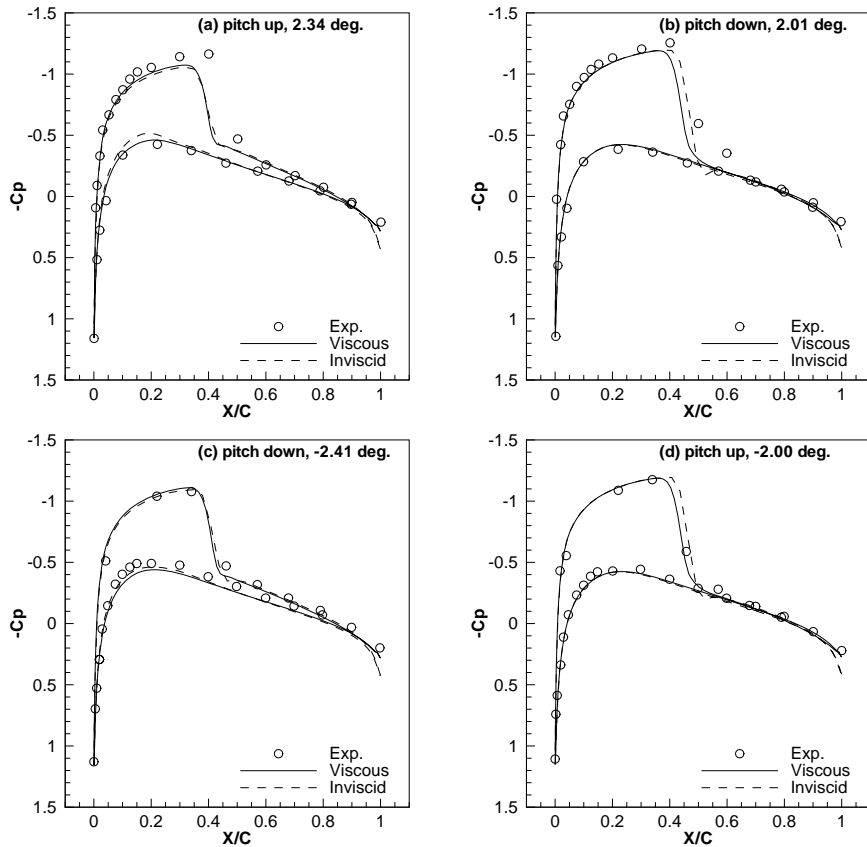 (a) pitch up, 2.34 deg.
-1.5
-1
-0.5
0
0.5
1
1.5
-Cp
Exp.
Viscous
Inviscid
0 0.2 0.4 0.6 0.8 1
X/C
(b) pitch down, 2.01 deg.
-1.5
-1
-0.5
0
0.5
1
1.5
-Cp
Exp.
Viscous
Inviscid
0 0.2 0.4 0.6 0.8 1
X/C
(c) pitch down, -2.41 deg.
-1.5
-1
-0.5
0
0.5
1
1.5
-Cp
Exp.
Viscous
Inviscid
0 0.2 0.4 0.6 0.8 1
X/C
(d) pitch up, -2.00 deg.
-1.5
-1
-0.5
0
0.5
1
1.5
-Cp
Exp.
Viscous
Inviscid
0 0.2 0.4 0.6 0.8 1
X/C